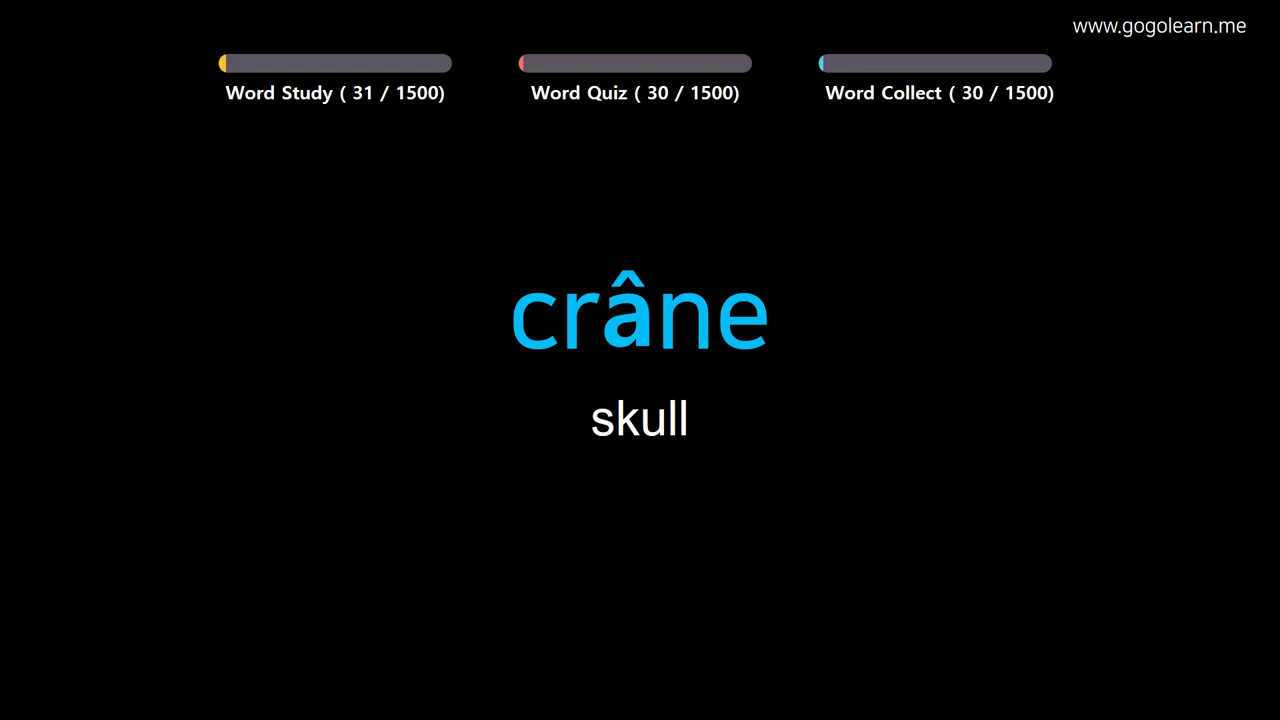 www.gogolearn.me
Word Study ( 31 / 1500)
Word Quiz ( 30 / 1500)
Word Collect ( 30 / 1500)
crâne
skull